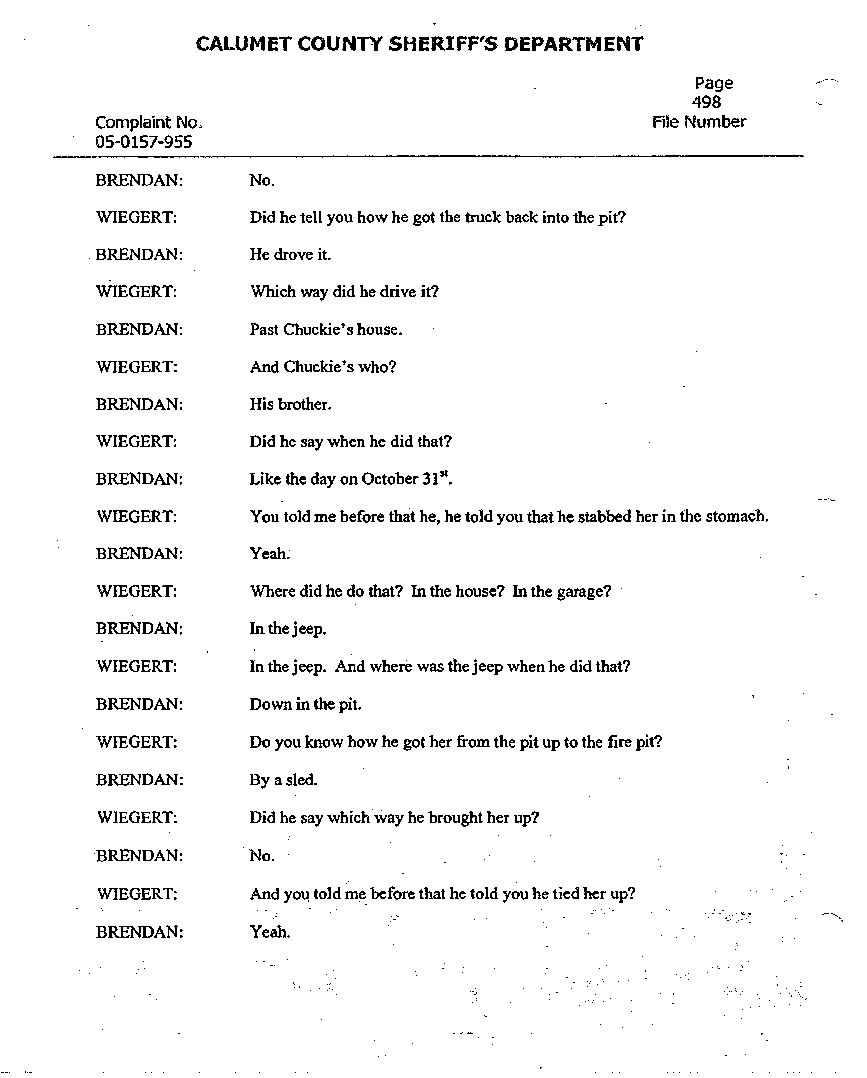 CALUMET COUNTY SHERIFF'S DEPARTMENT
Page
498
Complaint No. File Number
05-0157-955
BRENDAN: No.
WIEGERT: Did he tell you how he got the truck back into the pit?
BRENDAN: He drove it.
WIEGERT: Which way did he drive it?
BRENDAN: Past Chuckie's house.
WIEGERT: And Chuckie's who?
BRENDAN: His brother.
WIEGERT: Did he say when he did that?
BRENDAN: Like the day on October 31st.
WIEGERT: You told me before that he, he told you that he stabbed her in the stomach.
BRENDAN: Yeah.
WIEGERT: Where did he do that? In the house? In the garage?
BRENDAN: In the jeep.
WIEGERT: In the jeep. And where was the jeep when he did that?
BRENDAN: Down in the pit.
WIEGERT: Do you know how he got her from the pit up to the fire pit?
BRENDAN: By a sled.
WIEGERT: Did he say which way he brought her up?
BRENDAN: No.
WIEGERT: And you told me before that he told you he tied her up?
BRENDAN: Yeah.